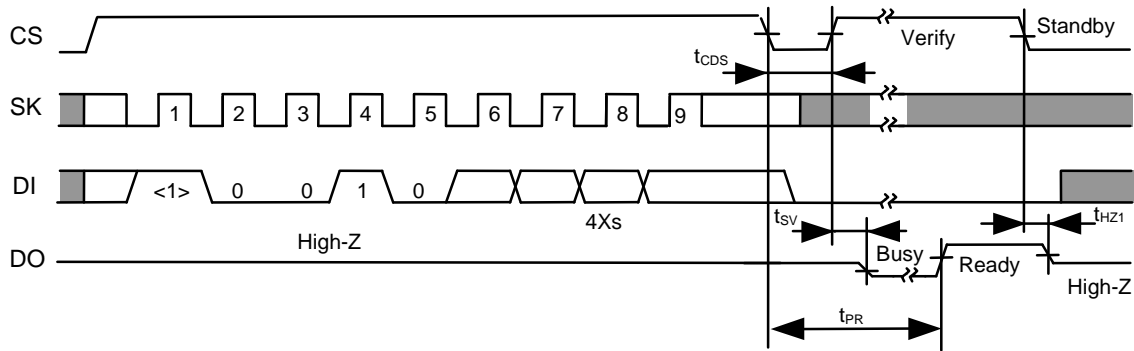 CS
Verify
Standby
tCDS
SK
1 2 3 4 5 6 7 8 9
DI
<1> 0 0 1 0
4Xs
tSV
tHZ1
High-Z
DO
Busy
Ready
High-Z
tPR